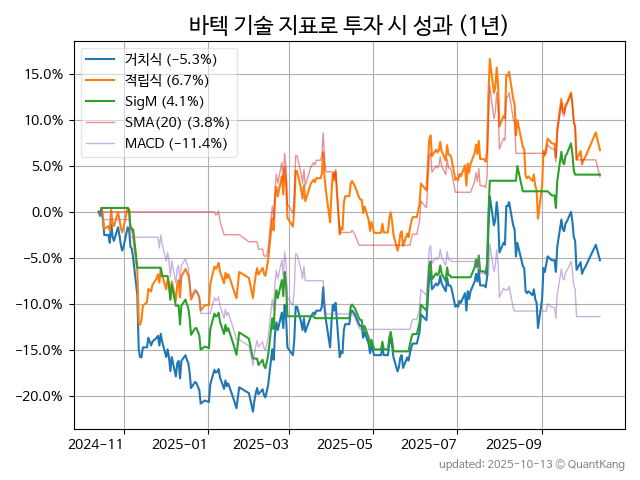 바텍 기술 지표로 투자 시 성과 (1년)
거치식 (−5.3%)
적립식 (6.7%)
SigM (4.1%)
SMA(20) (3.8%)
MACD (−11.4%)
15.0%
10.0%
5.0%
0.0%
−5.0%
−10.0%
−15.0%
−20.0%
2024−11
2025−01
2025−03
2025−05
2025−07
2025−09
updated: 2025-10-13 © QuantKang